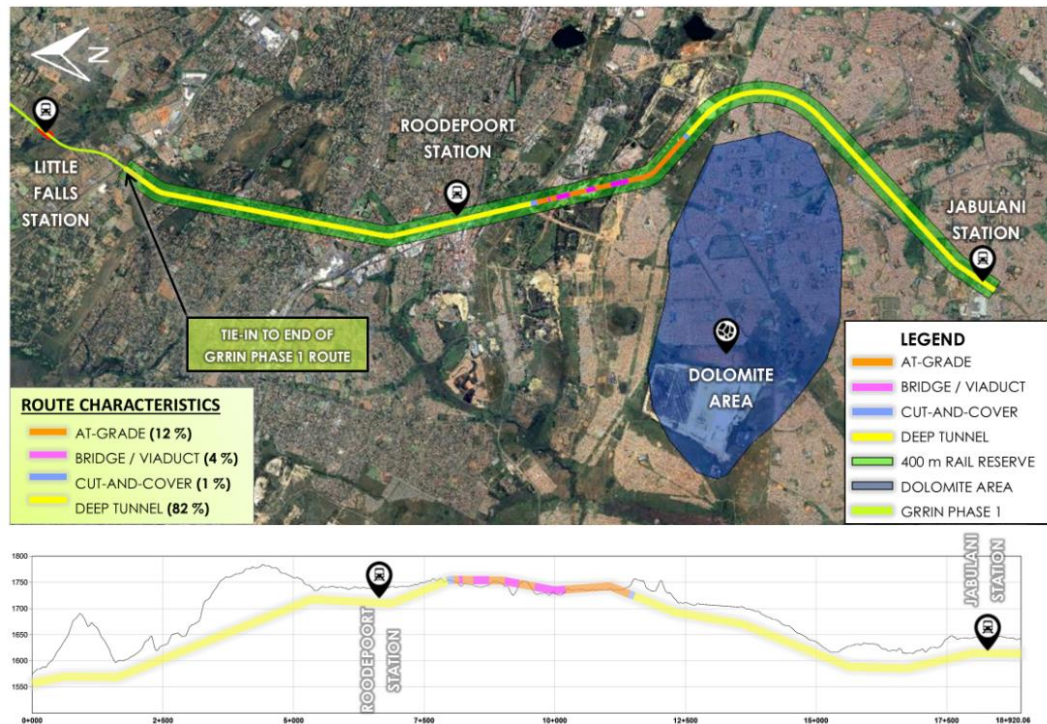 N
LITTLE
FALLS
STATION
ROODEPOORT
STATION
JABULANI
STATION
TIE-IN TO END OF
GRRIN PHASE 1 ROUTE
DOLOMITE
AREA
ROUTE CHARACTERISTICS
AT-GRADE (12 %)
BRIDGE / VIADUCT (4 %)
CUT-AND-COVER (1 %)
DEEP TUNNEL (82 %)
LEGEND
AT-GRADE
BRIDGE / VIADUCT
CUT-AND-COVER
DEEP TUNNEL
400 m RAIL RESERVE
DOLOMITE AREA
GRRIN PHASE 1
1800
1750
1700
1650
1600
1550
ROODEPOORT
STATION
JABULANI
STATION
0+000
2+500
5+000
7+500
10+000
12+500
15+000
17+500
18+920.06